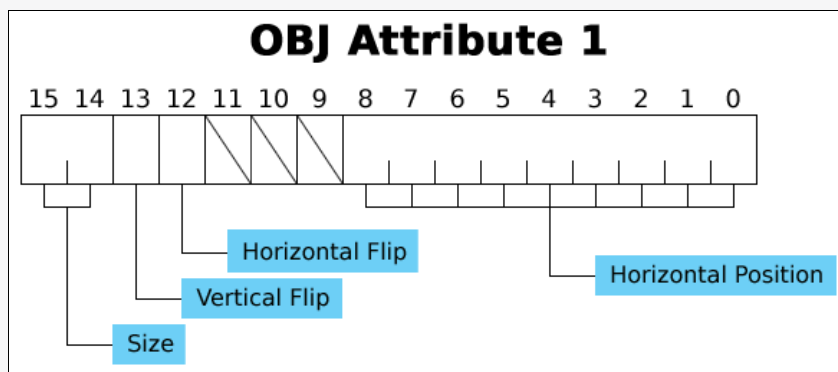 OBJ Attribute 1
15 14 13 12 11 10 9 8 7 6 5 4 3 2 1 0
Horizontal Flip
Horizontal Position
Vertical Flip
Size